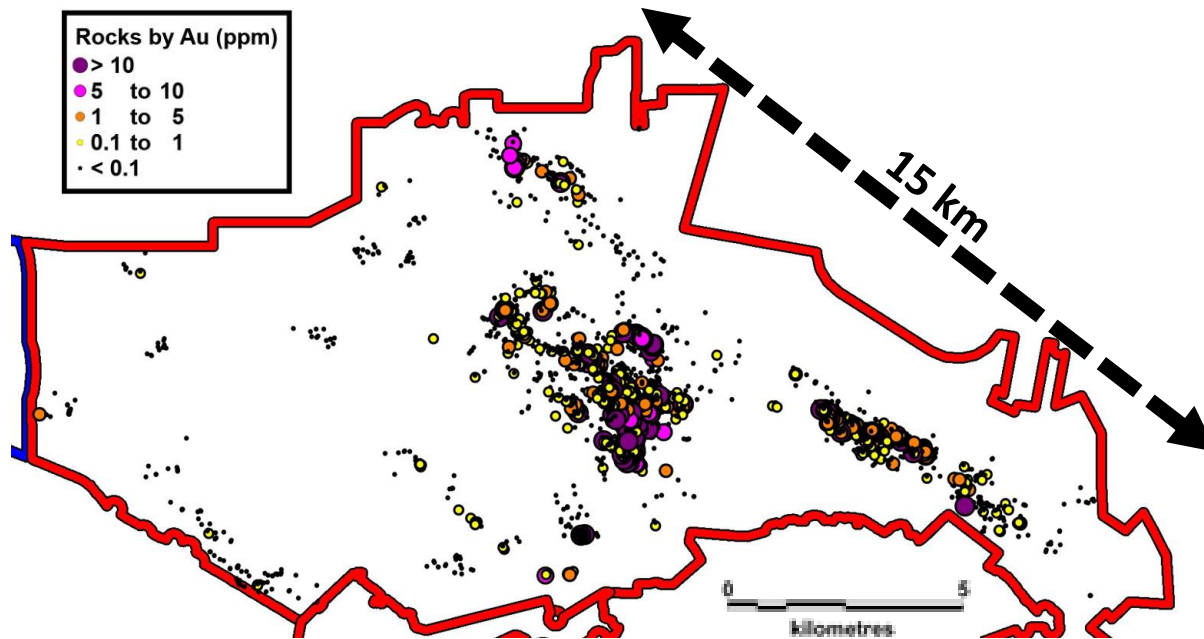 Rocks by Au (ppm)
> 10
5 to 10
1 to 5
0.1 to 1
< 0.1
15 km
0 5
kilometres